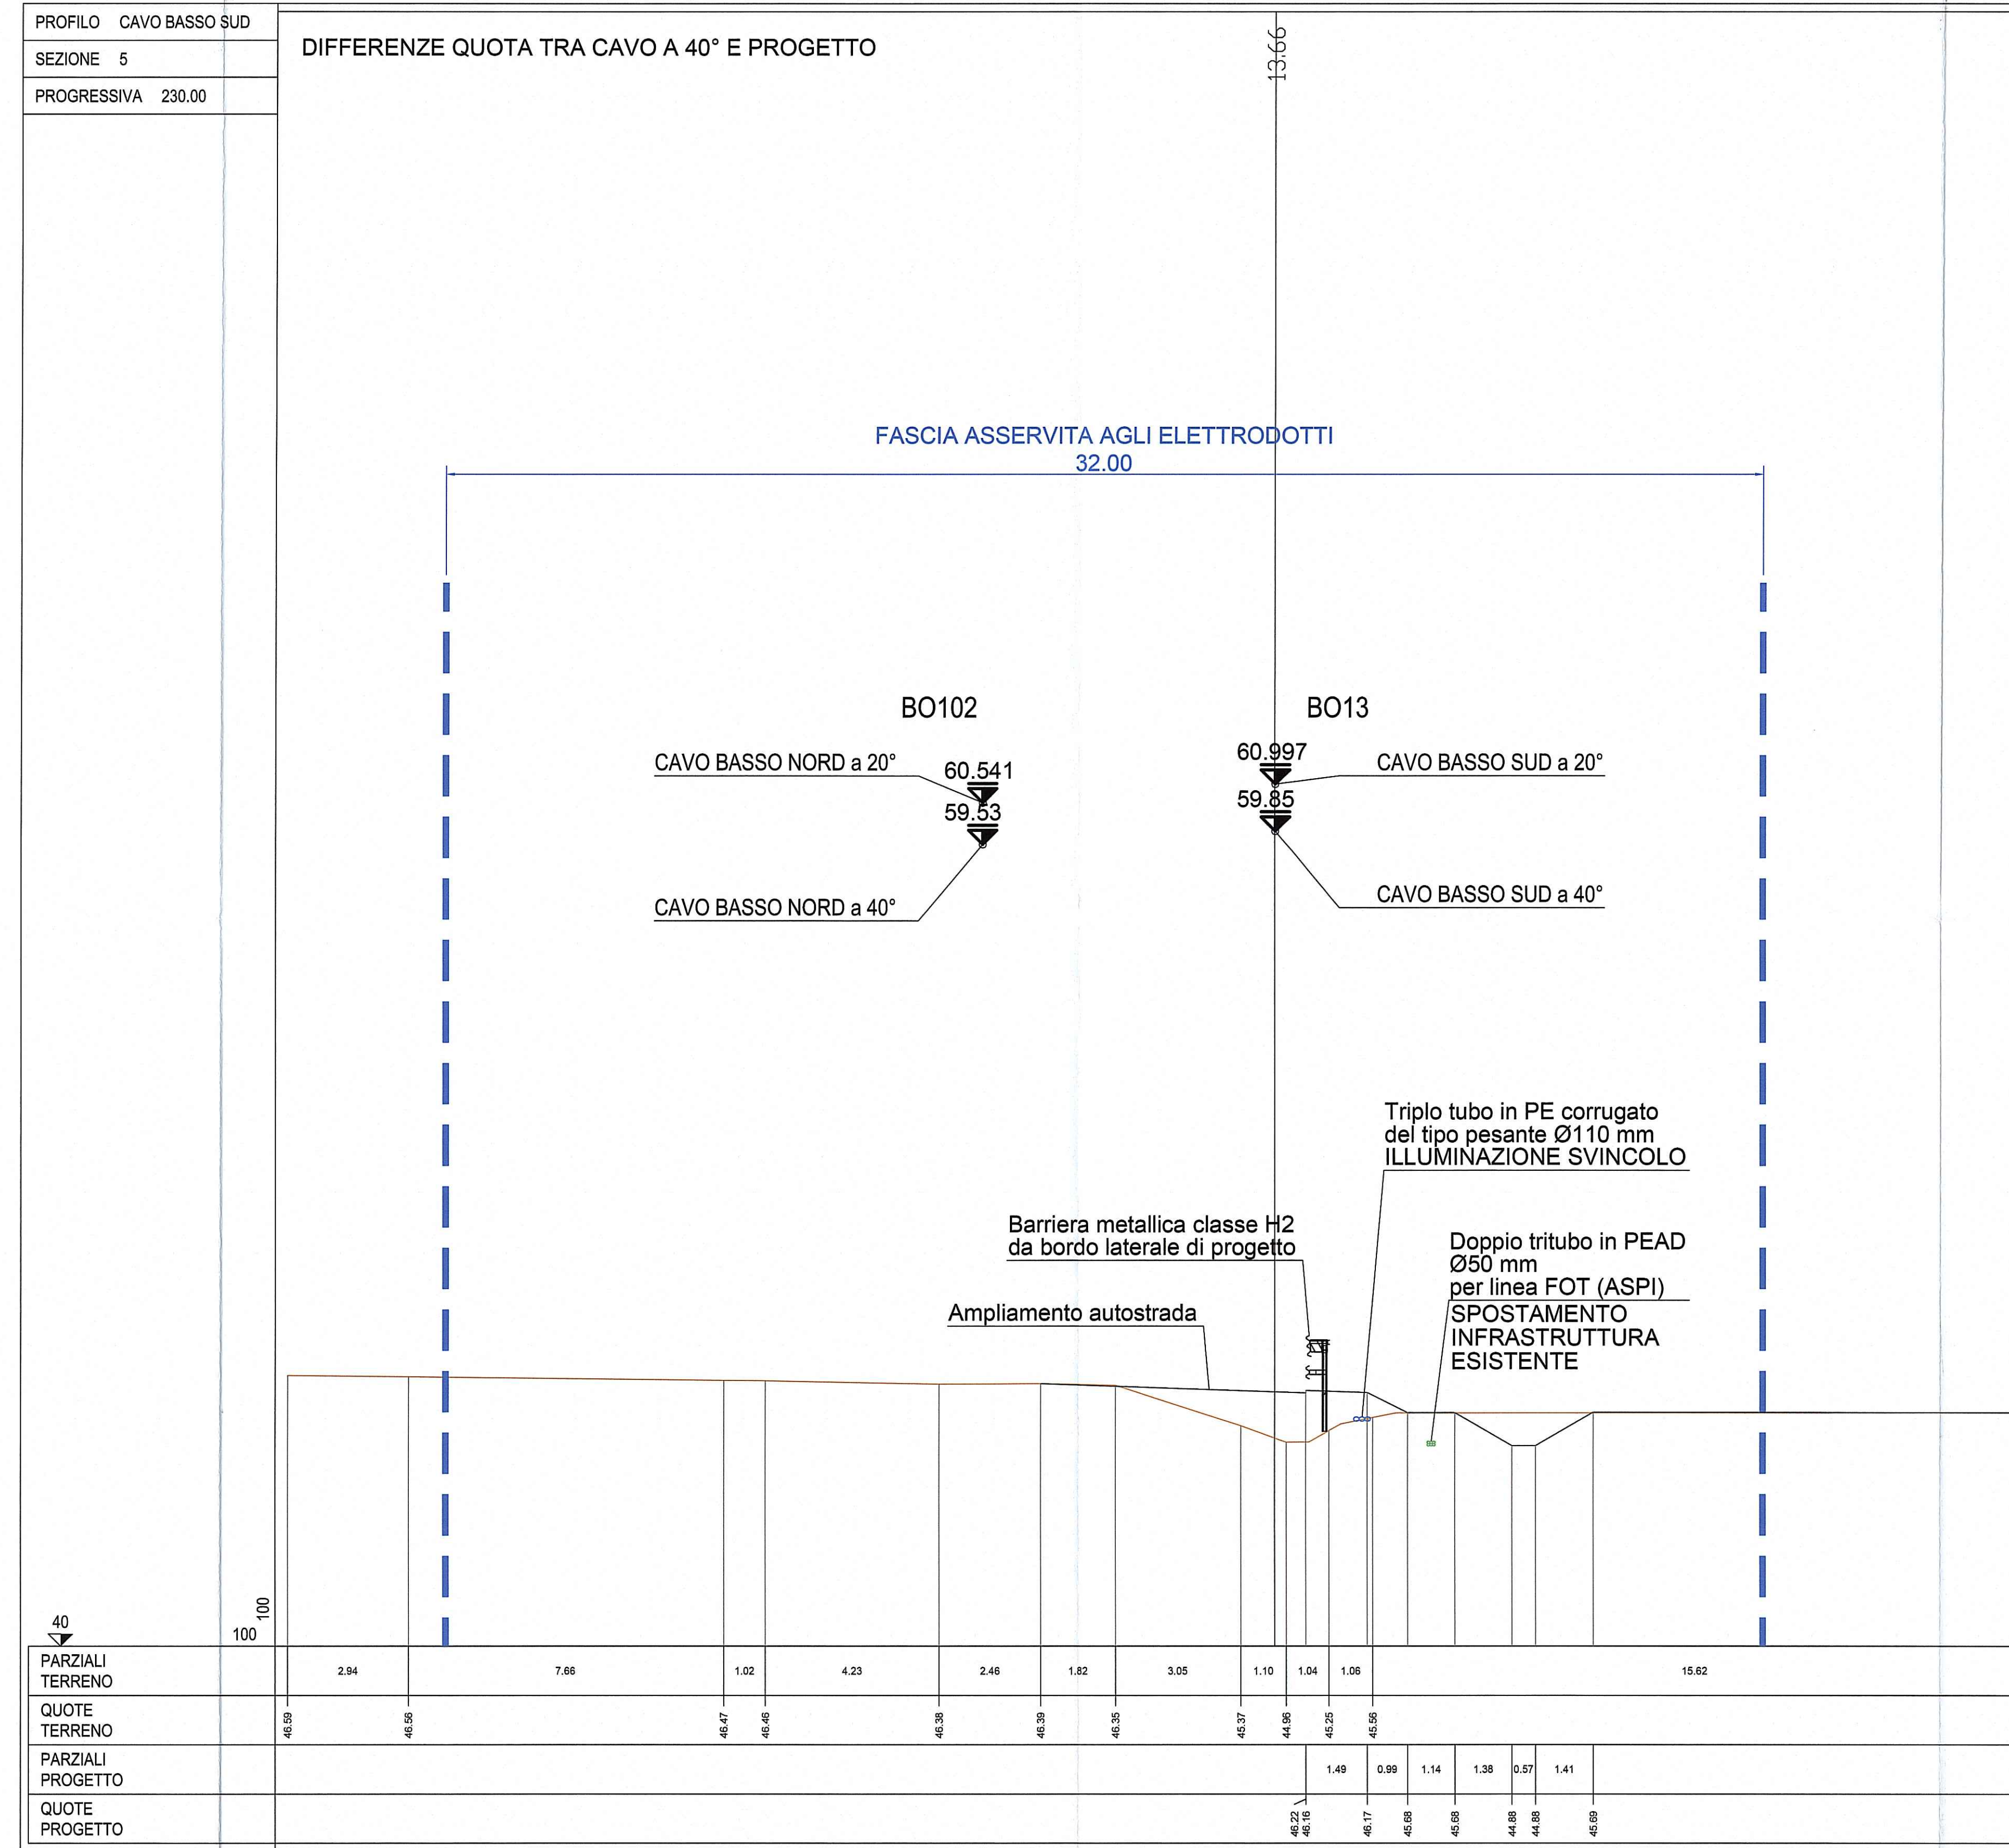 PROFILO CAVO BASSO SUD
SEZIONE 5
PROGRESSIVA 230.00
DIFFERENZE QUOTA TRA CAVO A 40° E PROGETTO
13.66
FASCIA ASSERVITA AGLI ELETTRODOTTI
32.00
BO102
BO13
CAVO BASSO NORD a 20°
60.541
59.53
CAVO BASSO NORD a 40°
60.997
59.85
CAVO BASSO SUD a 20°
CAVO BASSO SUD a 40°
Triplo tubo in PE corrugato
del tipo pesante Ø110 mm
ILLUMINAZIONE SVINCOLO
Barriera metallica classe H2
da bordo laterale di progetto
Doppio tritubo in PEAD
Ø50 mm
per linea FOT (ASPI)
SPOSTAMENTO
INFRASTRUTTURA
ESISTENTE
Ampliamento autostrada
40
100
100
PARZIALI
TERRENO
2.94 7.66 1.02 4.23 2.46 1.82 3.05 1.10 1.04 1.06 15.62
QUOTE
TERRENO
46.59 46.56 46.47 46.46 46.38 46.39 46.35 45.37 44.96 45.25 45.56
PARZIALI
PROGETTO
1.49 0.99 1.14 1.38 0.57 1.41
QUOTE
PROGETTO
46.22 46.16 46.17 45.68 45.68 44.88 44.88 45.69